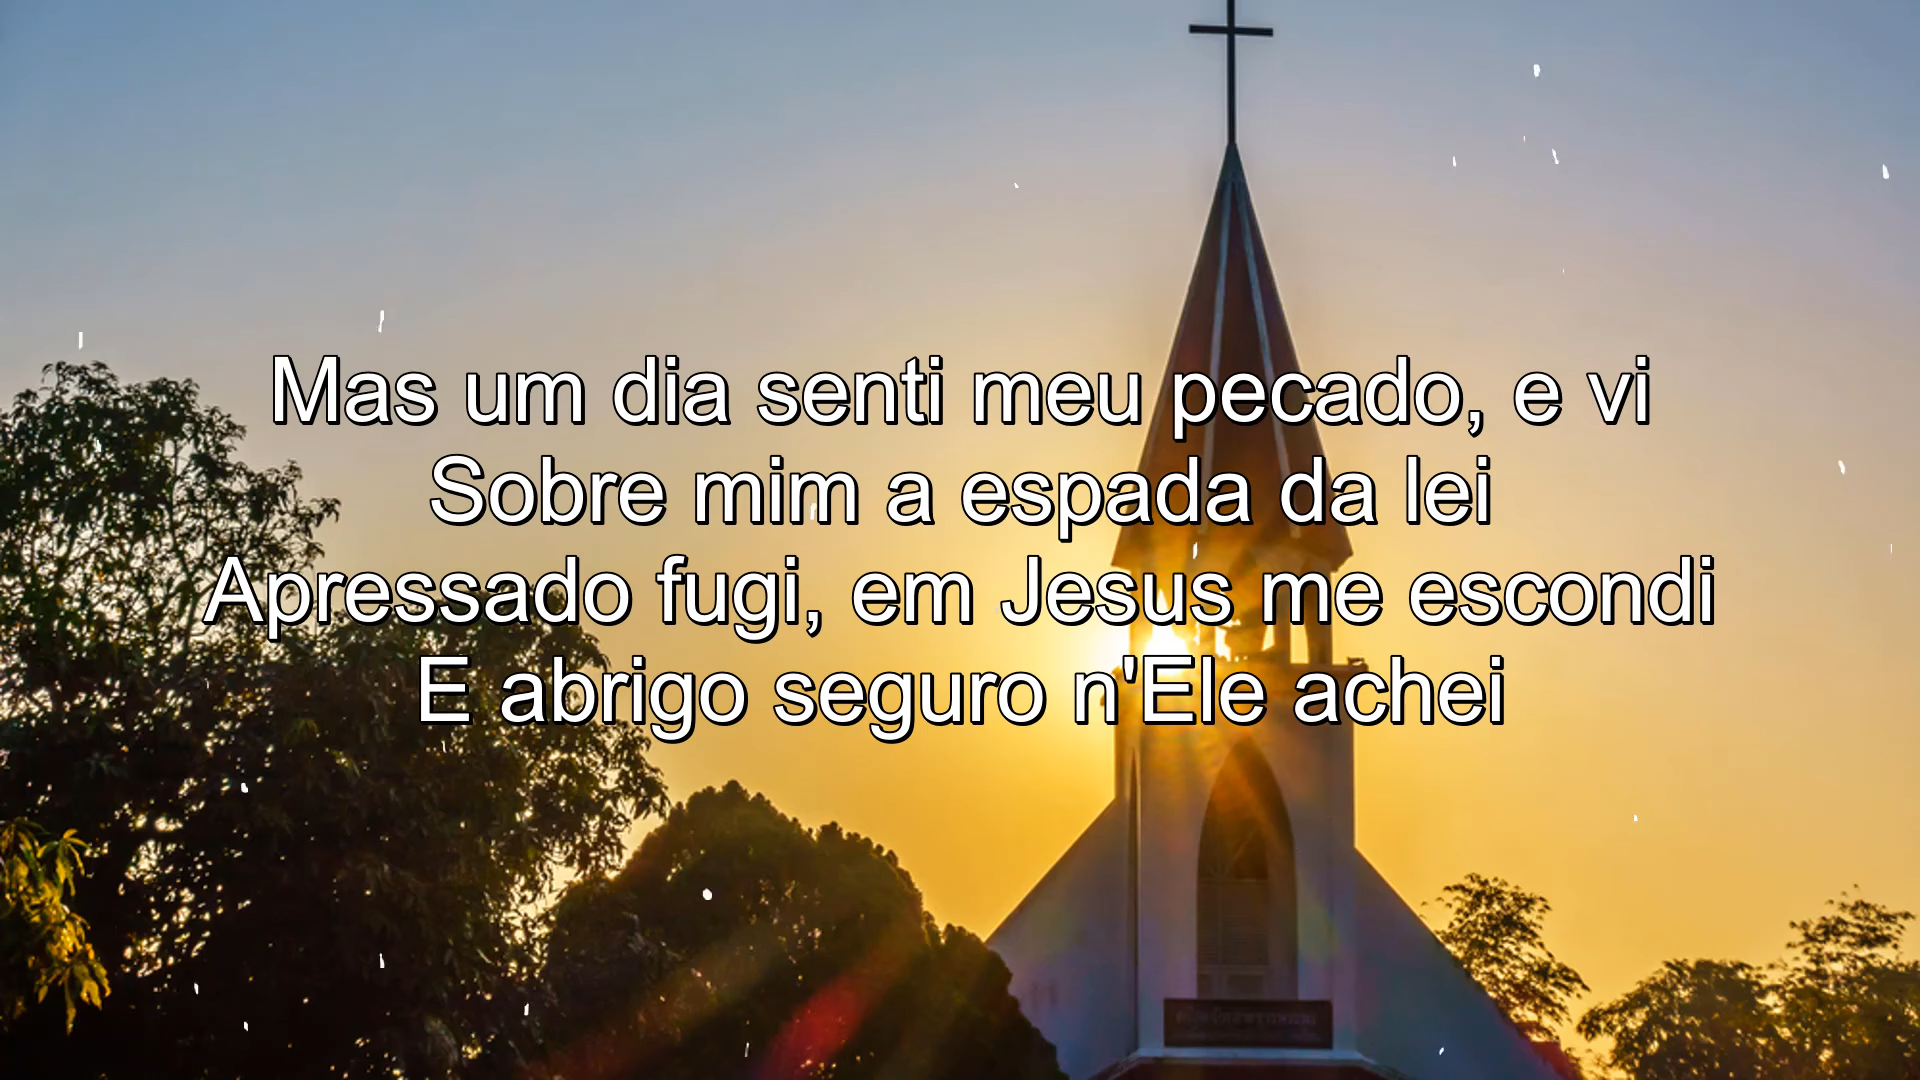 Mas um dia senti meu pecado, e vi
Sobre mim a espada da lei
Apressado fugi, em Jesus me escondi
E abrigo seguro n'Ele achei